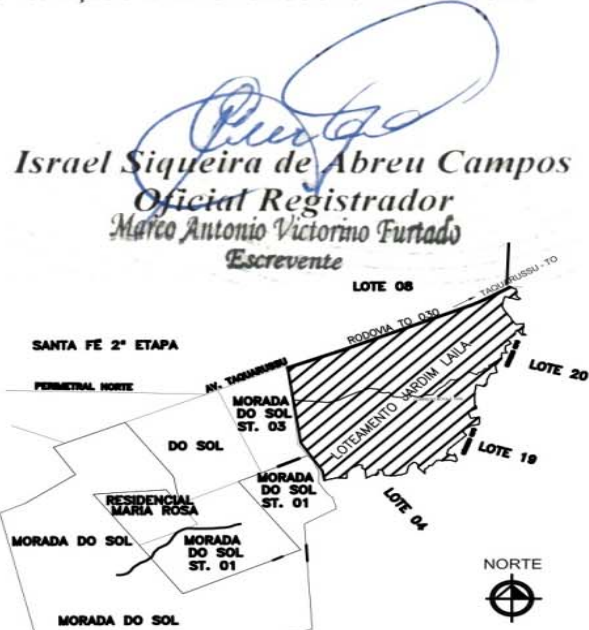 Israel Siqueira de Abreu Campos
Oficial Registrador
Marco Antonio Victorino Furtado
Escrevente
LOTE 08
TAQUARUSSU - TO
RODOVIA TO 030
SANTA FÉ 2ª ETAPA
LOTE 20
PERIMETRAL NORTE
AV. TAQUARUSSU
LOTEAMENTO JARDIM LAILA
MORADA
DO SOL
ST. 03
DO SOL
LOTE 19
MORADA
DO SOL
ST. 01
LOTE 04
RESIDENCIAL
MARIA ROSA
MORADA DO SOL
MORADA
DO SOL
ST. 01
NORTE
MORADA DO SOL